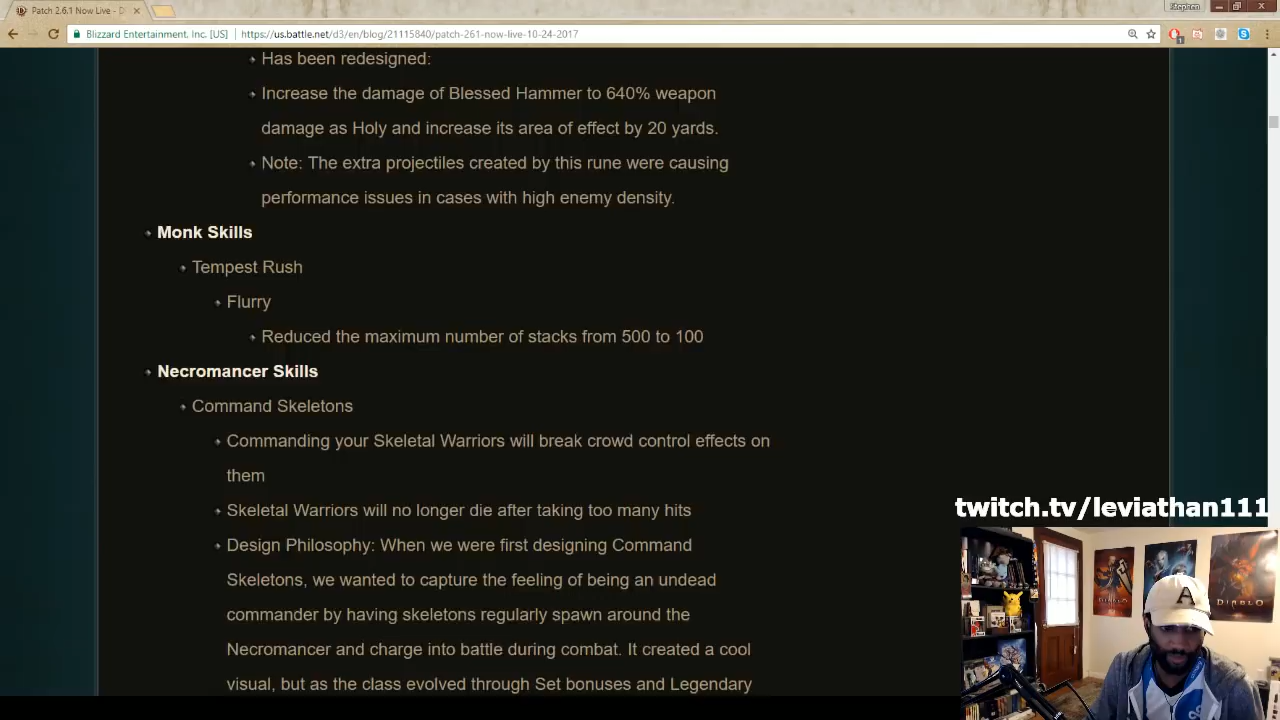 Patch 2.6.1 Now Live - D
Stephen
Blizzard Entertainment, Inc. [US]
https://us.battle.net/d3/en/blog/21115840/patch-261-now-live-10-24-2017
Has been redesigned:
Increase the damage of Blessed Hammer to 640% weapon
damage as Holy and increase its area of effect by 20 yards.
Note: The extra projectiles created by this rune were causing
performance issues in cases with high enemy density.
Monk Skills
Tempest Rush
Flurry
Reduced the maximum number of stacks from 500 to 100
Necromancer Skills
Command Skeletons
Commanding your Skeletal Warriors will break crowd control effects on
them
Skeletal Warriors will no longer die after taking too many hits
Design Philosophy: When we were first designing Command
Skeletons, we wanted to capture the feeling of being an undead
commander by having skeletons regularly spawn around the
Necromancer and charge into battle during combat. It created a cool
visual, but as the class evolved through Set bonuses and Legendary
twitch.tv/leviathan111
DIABLO
DIABLO
A